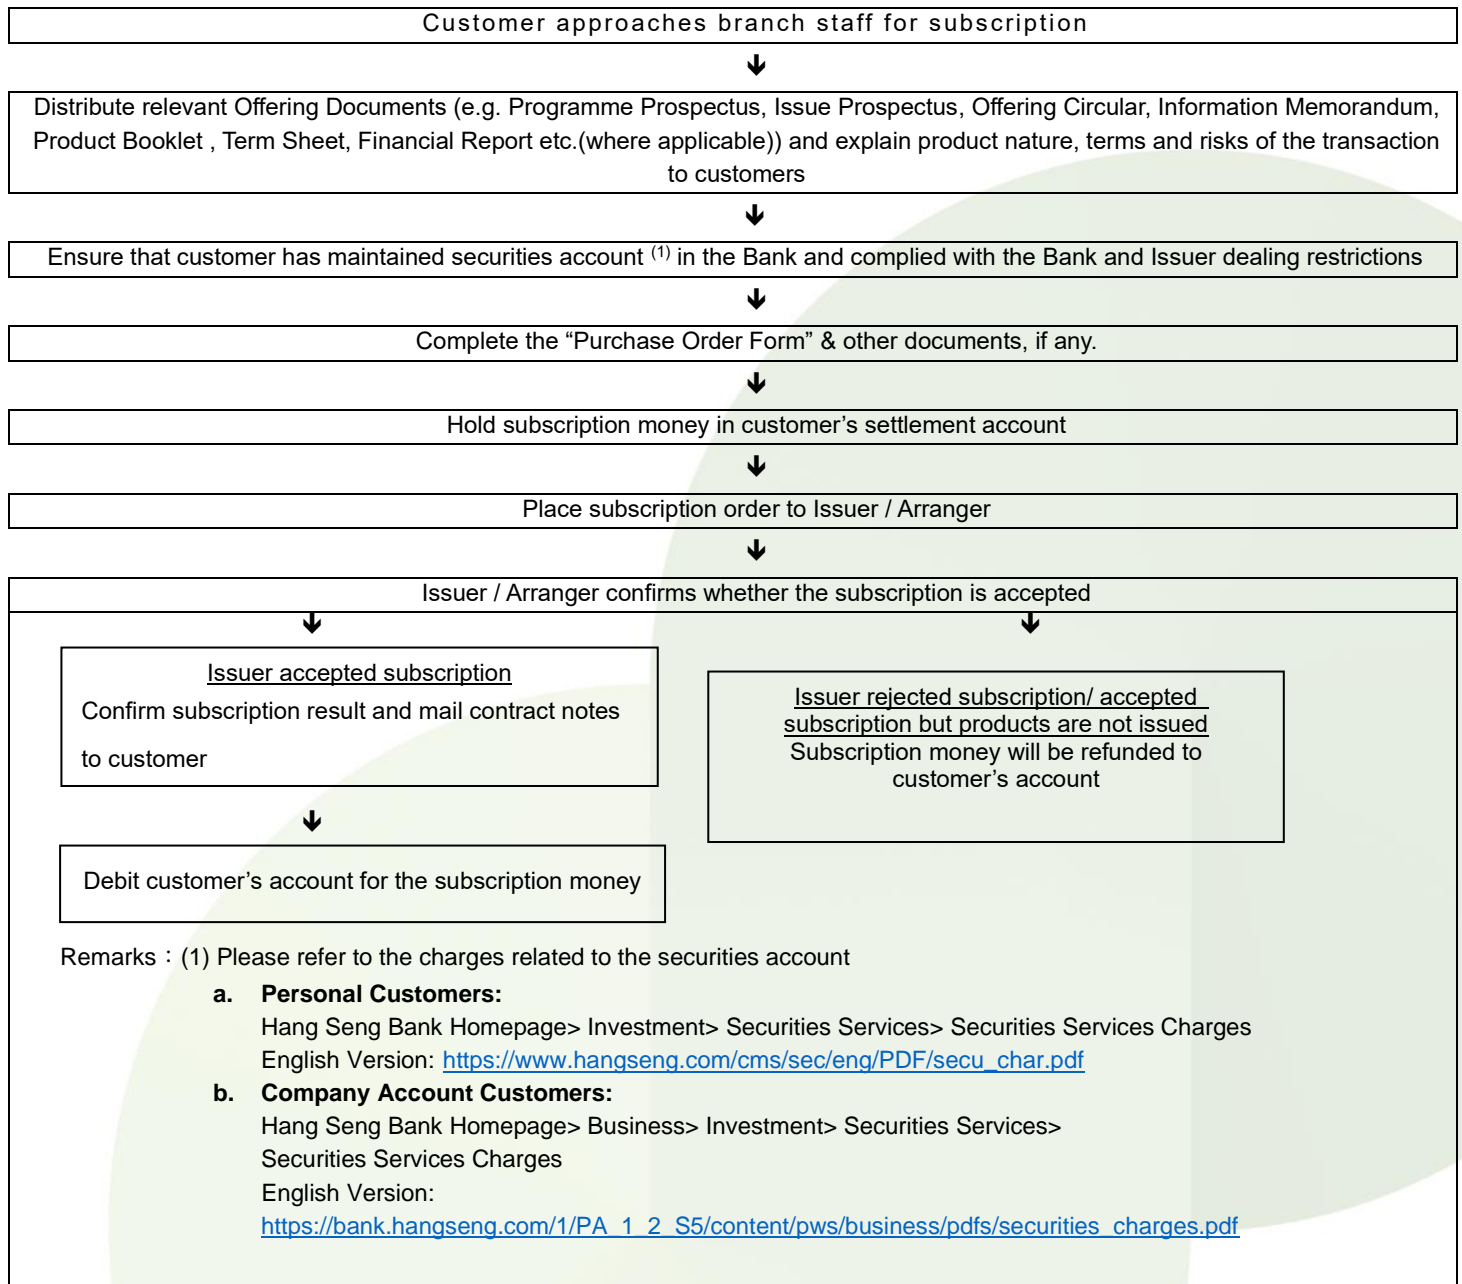 Customer approaches branch staff for subscription
Distribute relevant Offering Documents (e.g. Programme Prospectus, Issue Prospectus, Offering Circular, Information Memorandum,
Product Booklet , Term Sheet, Financial Report etc.(where applicable)) and explain product nature, terms and risks of the transaction
to customers
Ensure that customer has maintained securities account (1) in the Bank and complied with the Bank and Issuer dealing restrictions
Complete the “Purchase Order Form” & other documents, if any.
Hold subscription money in customer’s settlement account
Place subscription order to Issuer / Arranger
Issuer / Arranger confirms whether the subscription is accepted
Issuer accepted subscription
Confirm subscription result and mail contract notes
to customer
Issuer rejected subscription/ accepted
subscription but products are not issued
Subscription money will be refunded to
customer’s account
Debit customer’s account for the subscription money
Remarks：(1) Please refer to the charges related to the securities account
a. Personal Customers:
Hang Seng Bank Homepage> Investment> Securities Services> Securities Services Charges
English Version: https://www.hangseng.com/cms/sec/eng/PDF/secu_char.pdf
b. Company Account Customers:
Hang Seng Bank Homepage> Business> Investment> Securities Services>
Securities Services Charges
English Version:
https://bank.hangseng.com/1/PA_1_2_S5/content/pws/business/pdfs/securities_charges.pdf